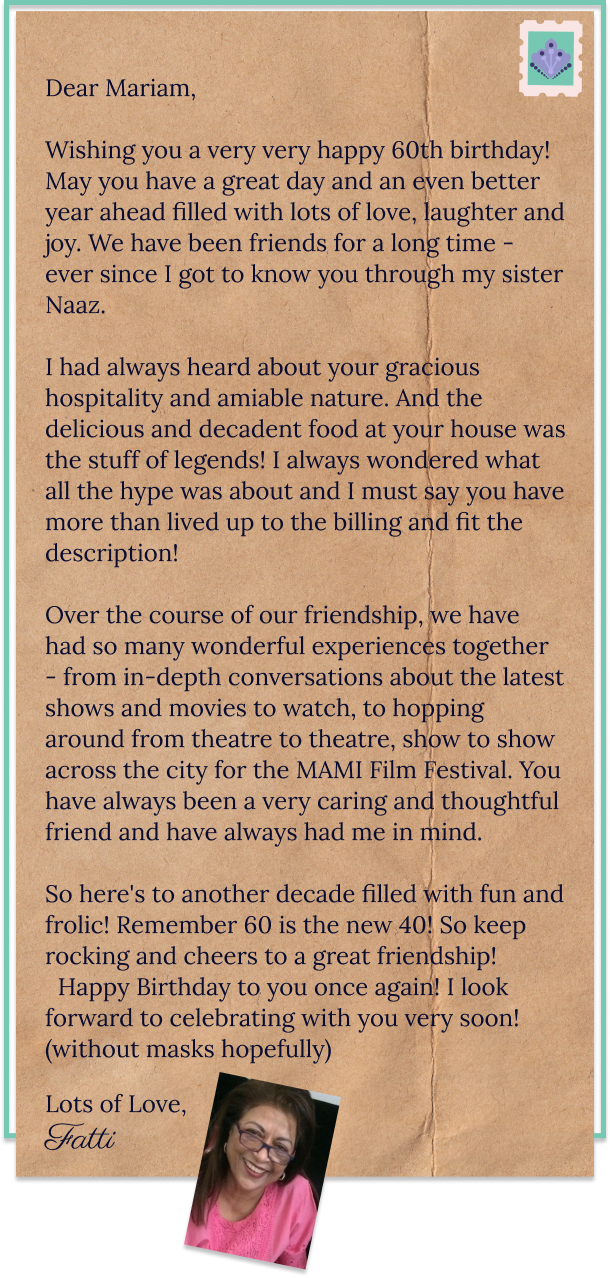 Dear Mariam,
Wishing you a very very happy 60th birthday!
May you have a great day and an even better
year ahead filled with lots of love, laughter and
joy. We have been friends for a long time -
ever since I got to know you through my sister
Naaz.
I had always heard about your gracious
hospitality and amiable nature. And the
delicious and decadent food at your house was
the stuff of legends! I always wondered what
all the hype was about and I must say you have
more than lived up to the billing and fit the
description!
Over the course of our friendship, we have
had so many wonderful experiences together
- from in-depth conversations about the latest
shows and movies to watch, to hopping
around from theatre to theatre, show to show
across the city for the MAMI Film Festival. You
have always been a very caring and thoughtful
friend and have always had me in mind.
So here's to another decade filled with fun and
frolic! Remember 60 is the new 40! So keep
rocking and cheers to a great friendship!
Happy Birthday to you once again! I look
forward to celebrating with you very soon!
(without masks hopefully)
Lots of Love,
Fatti